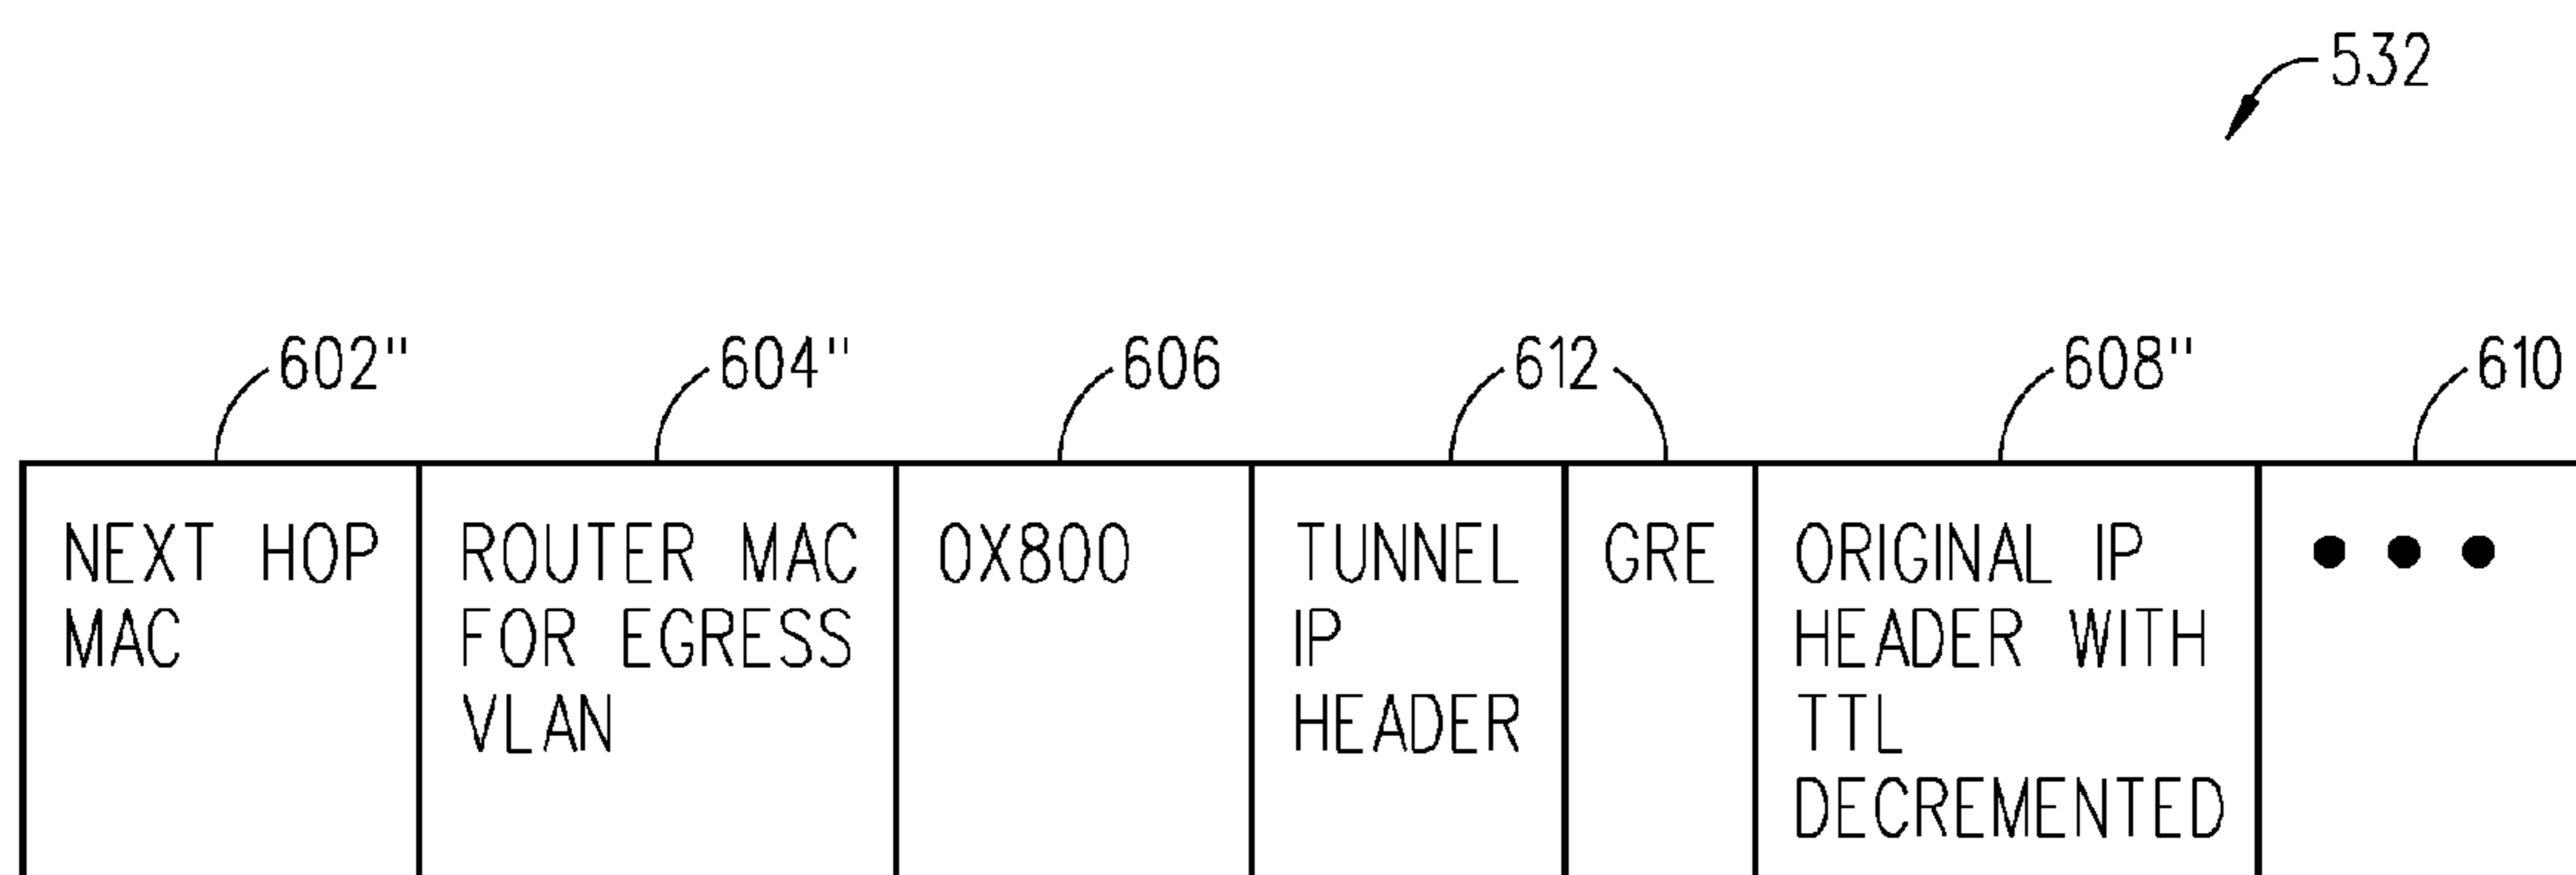 532
602" 604" 606 612 608" 610
NEXT HOP
MAC
ROUTER MAC
FOR EGRESS
VLAN
0X800
TUNNEL
IP
HEADER
GRE
ORIGINAL IP
HEADER WITH
TTL
DECREMENTED